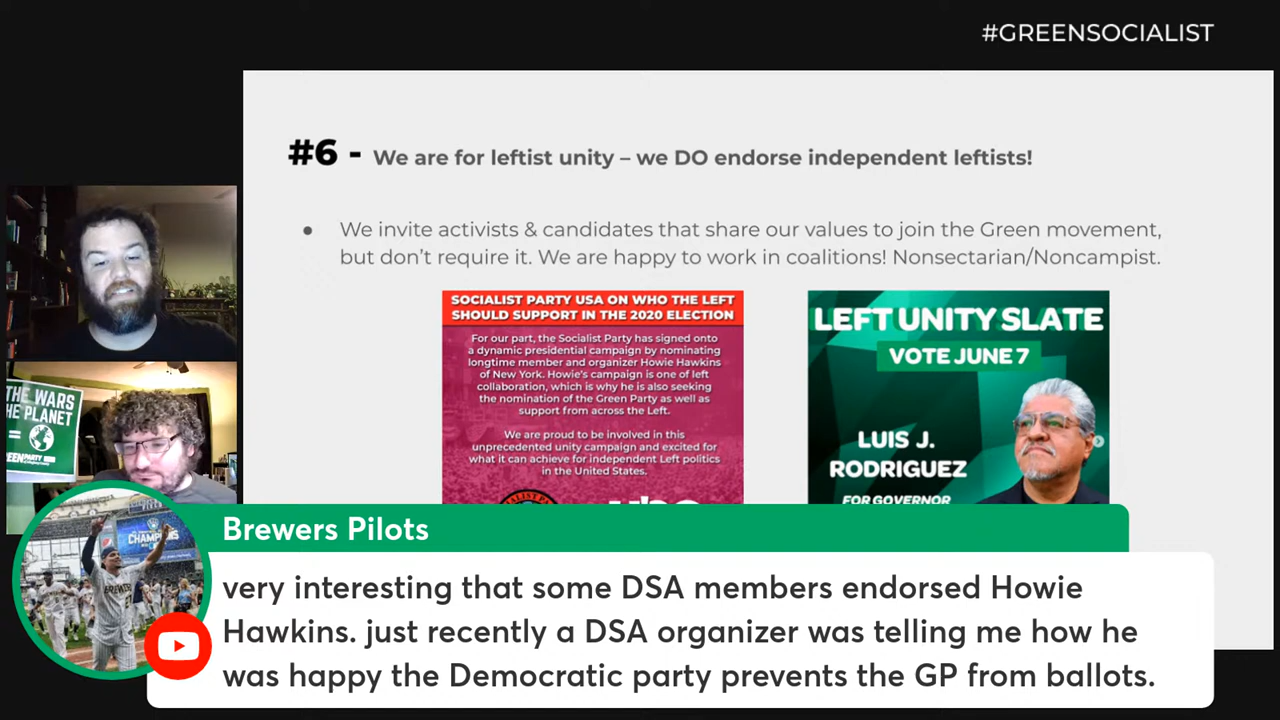 #GREENSOCIALIST
#6 - We are for leftist unity – we DO endorse independent leftists!
● We invite activists & candidates that share our values to join the Green movement,
but don't require it. We are happy to work in coalitions! Nonsectarian/Noncampist.
SOCIALIST PARTY USA ON WHO THE LEFT
SHOULD SUPPORT IN THE 2020 ELECTION
For our part, the Socialist Party has signed onto
a dynamic presidential campaign by nominating
longtime member and organizer Howie Hawkins
of New York. Howie's campaign is one of left
collaboration, which is why he is also seeking
the nomination of the Green Party as well as
support from across the Left.
We are proud to be involved in this
unprecedented unity campaign and excited for
what it can achieve for independent Left politics
in the United States.
LEFT UNITY SLATE
VOTE JUNE 7
LUIS J.
RODRIGUEZ
FOR GOVERNOR
THE WARS
THE PLANET
=
Brewers Pilots
very interesting that some DSA members endorsed Howie
Hawkins. just recently a DSA organizer was telling me how he
was happy the Democratic party prevents the GP from ballots.